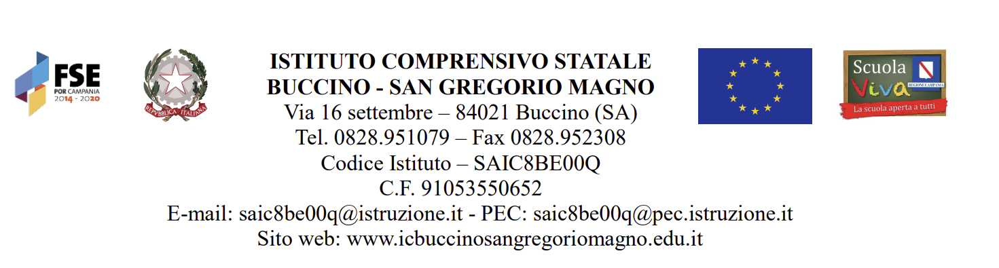 FSE
POR CAMPANIA
2014 - 2020
REPVBBLICA ITALIANA
ISTITUTO COMPRENSIVO STATALE
BUCCINO - SAN GREGORIO MAGNO
Via 16 settembre – 84021 Buccino (SA)
Tel. 0828.951079 – Fax 0828.952308
Codice Istituto – SAIC8BE00Q
C.F. 91053550652
E-mail: saic8be00q@istruzione.it - PEC: saic8be00q@pec.istruzione.it
Sito web: www.icbuccinosangregoriomagno.edu.it
Scuola
Viva
REGIONE CAMPANIA
La scuola aperta a tutti